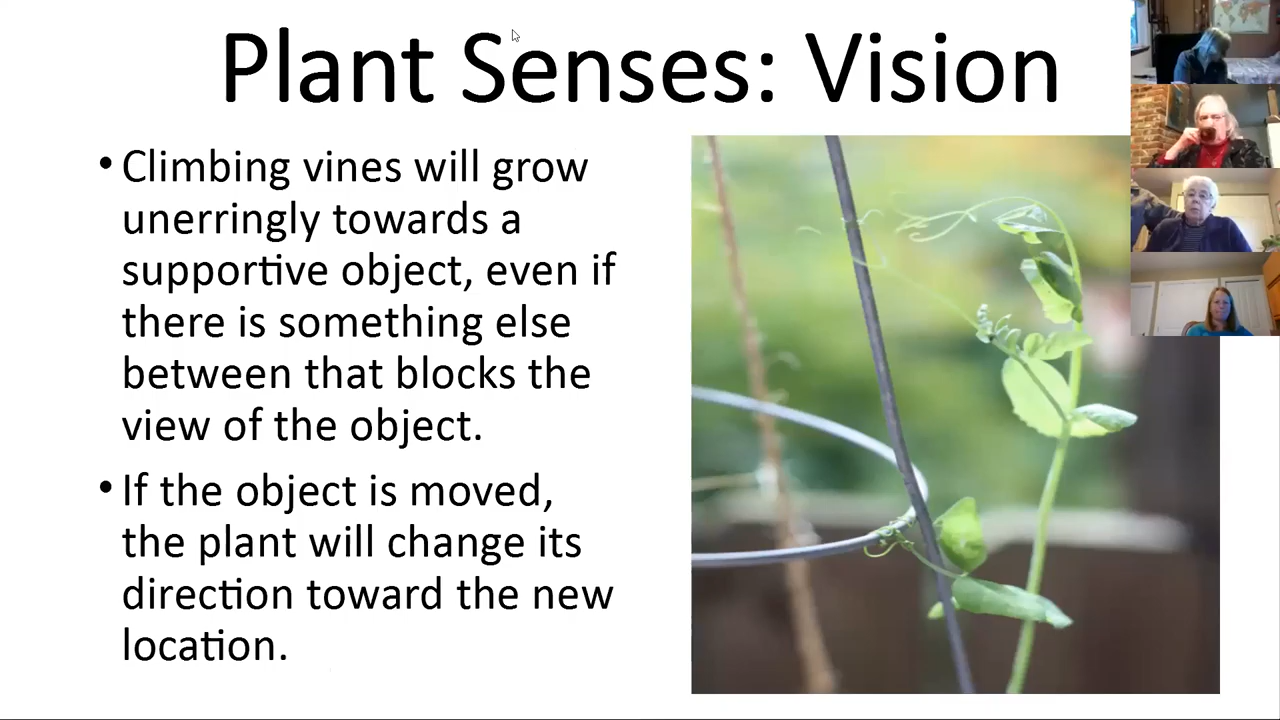 Plant Senses: Vision
• Climbing vines will grow
unerringly towards a
supportive object, even if
there is something else
between that blocks the
view of the object.
• If the object is moved,
the plant will change its
direction toward the new
location.